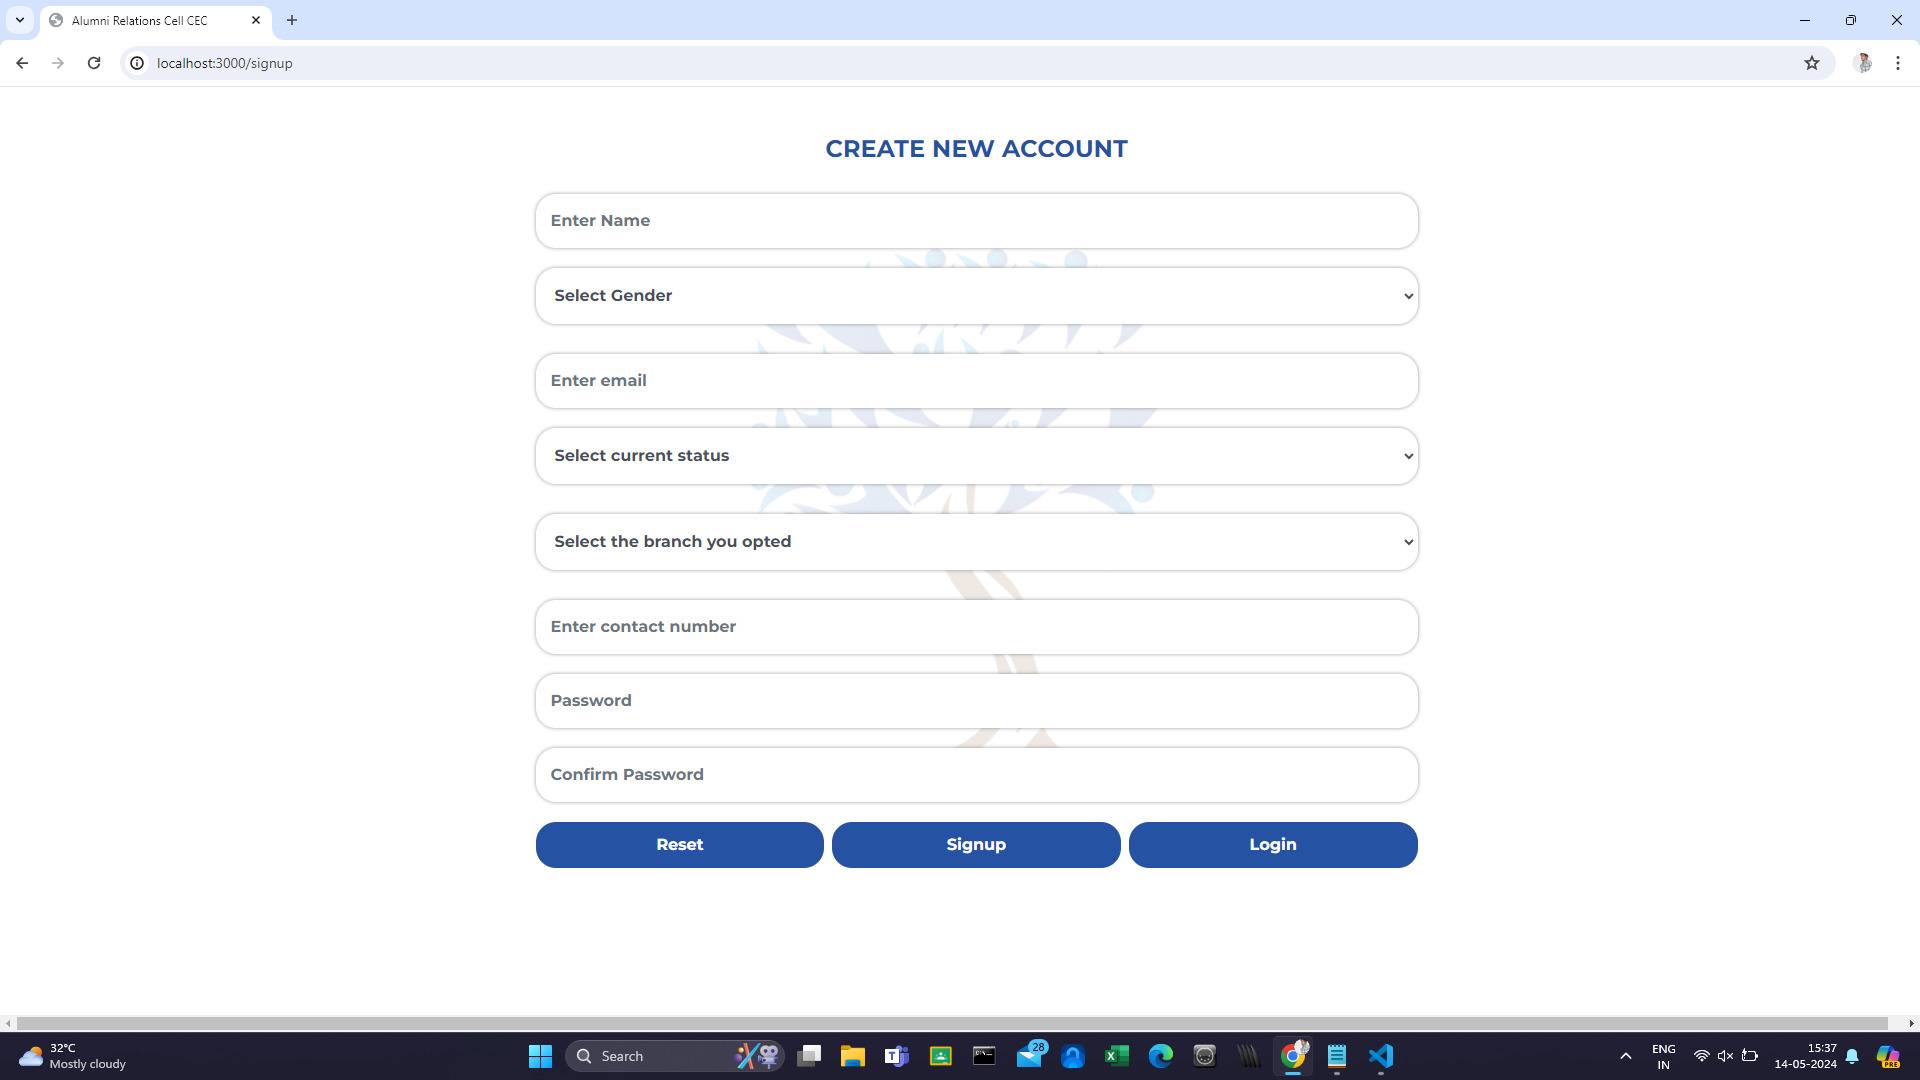 Alumni Relations Cell CEC
localhost:3000/signup
CREATE NEW ACCOUNT
Enter Name
Select Gender
Enter email
Select current status
Select the branch you opted
Enter contact number
Password
Confirm Password
Reset Signup Login
32°C
Mostly cloudy
Search
28
ENG
IN
15:37
14-05-2024
PRE